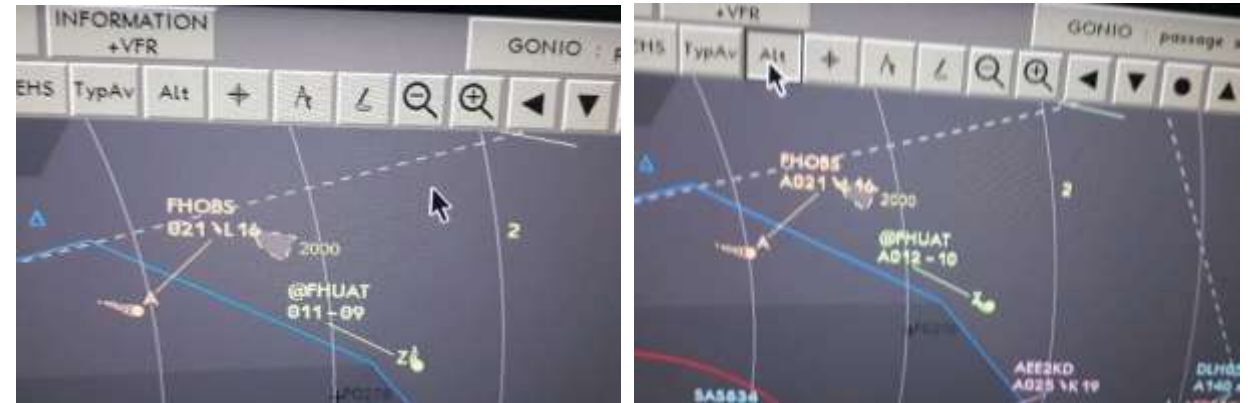 INFORMATION
+VFR
GONIO : p
EHS TypAv Alt
FHOBS
021 L 16
2000
2
@FHUAT
011 - 09
Z
+VFR
GONIO : passage
EHS TypAv Alt
FHOBS
A021 16
2000
2
@FHUAT
A012 - 10
Z
AEE2KD
A025 K 19
SAS834
A140